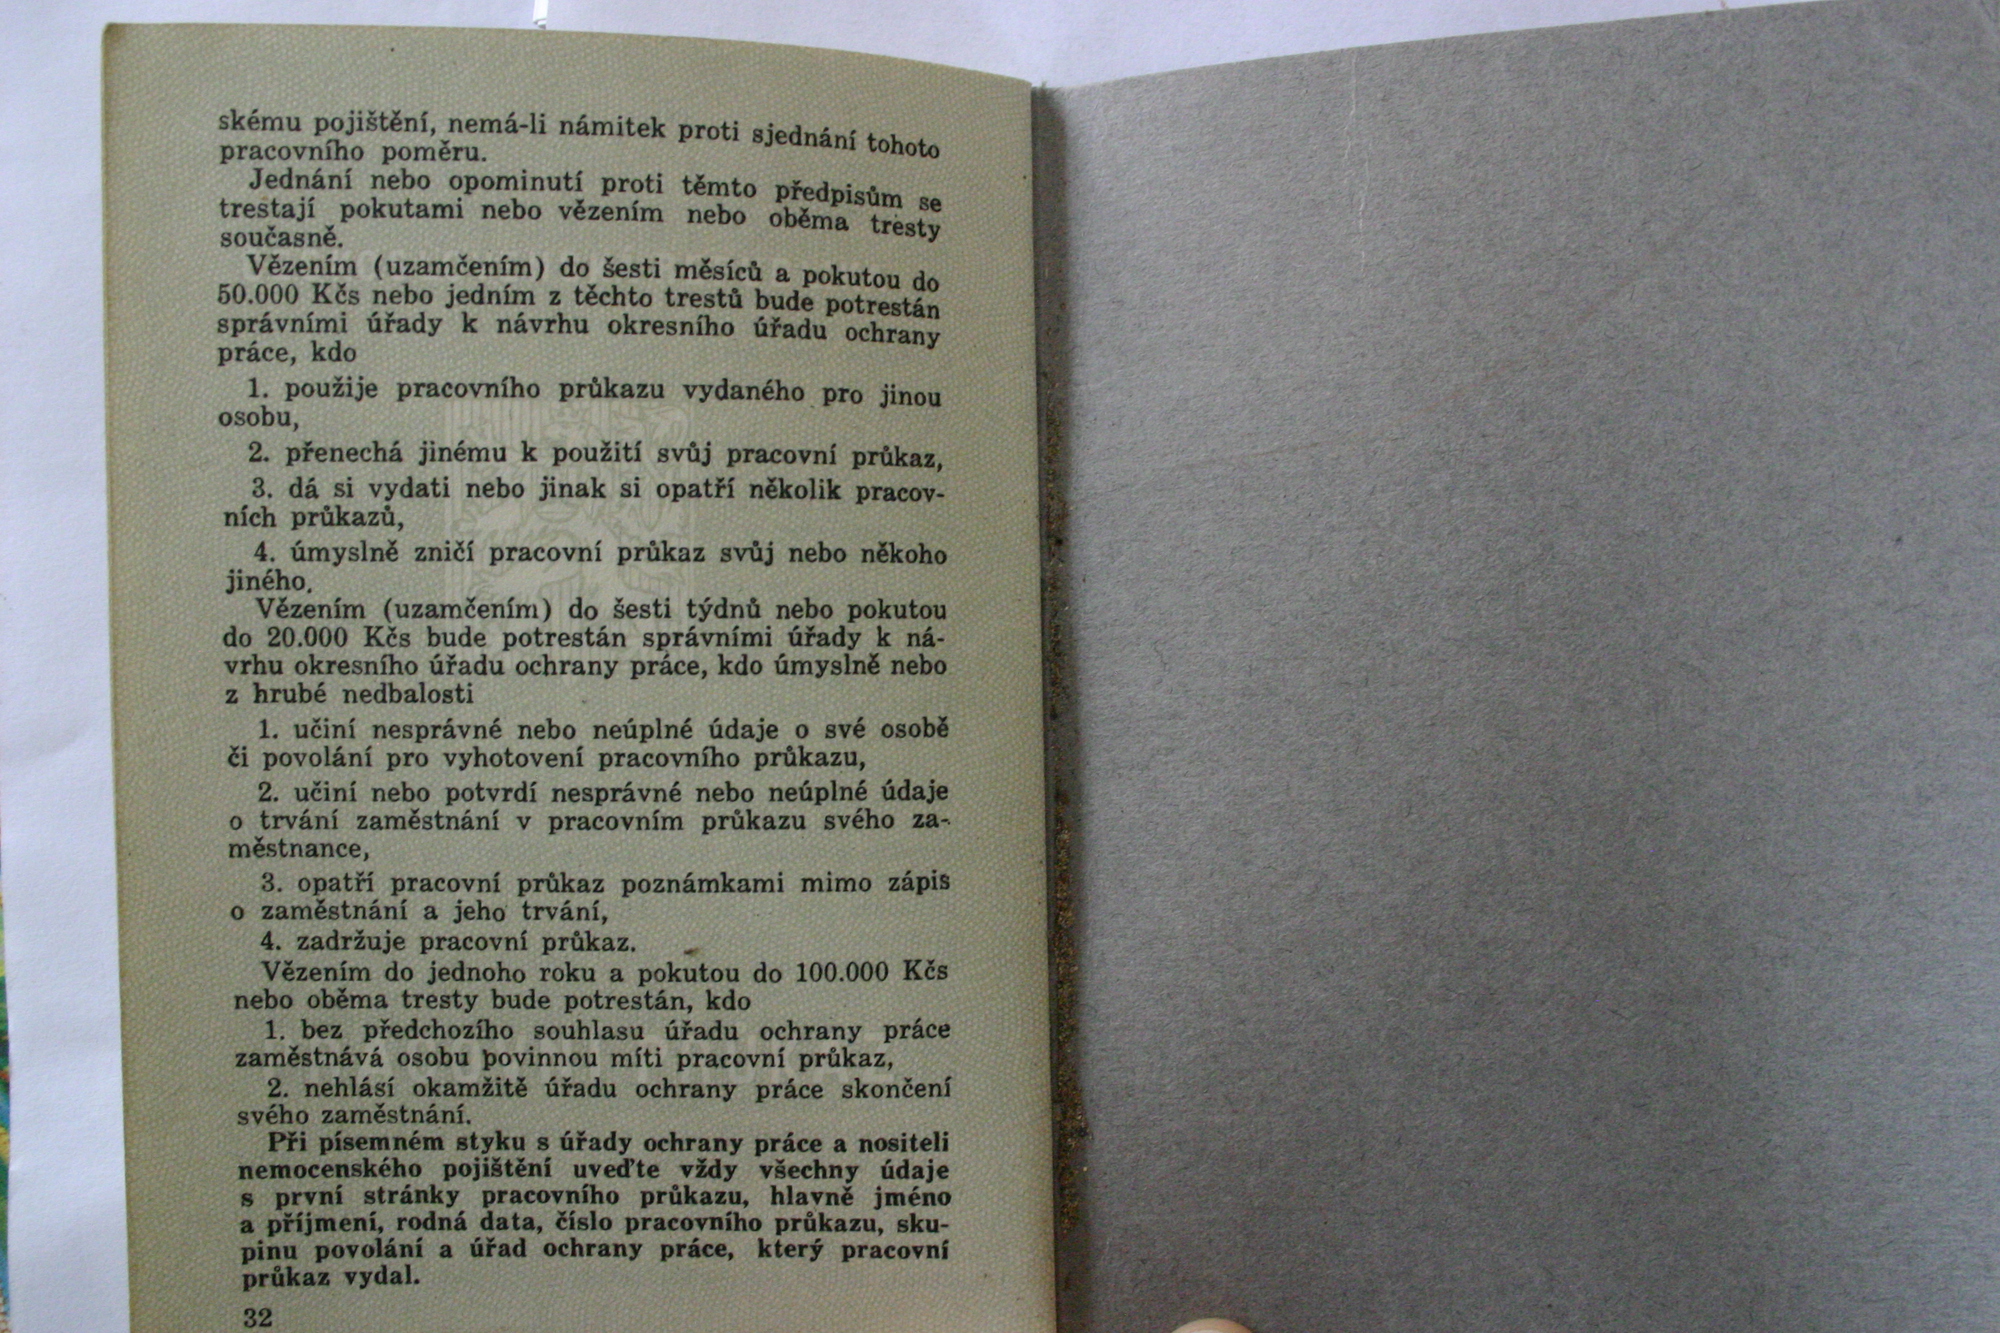 skému pojištění, nemá-li námitek proti sjednání tohoto
pracovního poměru.
Jednání nebo opominutí proti těmto předpisům se
trestají pokutami nebo vězením nebo oběma tresty
současně.
Vězením (uzamčením) do šesti měsíců a pokutou do
50.000 Kčs nebo jedním z těchto trestů bude potrestán
správními úřady k návrhu okresního úřadu ochrany
práce, kdo
1. použije pracovního průkazu vydaného pro jinou
osobu,
2. přenechá jinému k použití svůj pracovní průkaz,
3. dá si vydati nebo jinak si opatří několik pracov-
ních průkazů,
4. úmyslně zničí pracovní průkaz svůj nebo někoho
jiného.
Vězením (uzamčením) do šesti týdnů nebo pokutou
do 20.000 Kčs bude potrestán správními úřady k ná-
vrhu okresního úřadu ochrany práce, kdo úmyslně nebo
z hrubé nedbalosti
1. učiní nesprávné nebo neúplné údaje o své osobě
či povolání pro vyhotovení pracovního průkazu,
2. učiní nebo potvrdí nesprávné nebo neúplné údaje
o trvání zaměstnání v pracovním průkazu svého za-
městnance,
3. opatří pracovní průkaz poznámkami mimo zápis
o zaměstnání a jeho trvání,
4. zadržuje pracovní průkaz.
Vězením do jednoho roku a pokutou do 100.000 Kčs
nebo oběma tresty bude potrestán, kdo
1. bez předchozího souhlasu úřadu ochrany práce
zaměstnává osobu povinnou míti pracovní průkaz,
2. nehlásí okamžitě úřadu ochrany práce skončení
svého zaměstnání.
Při písemném styku s úřady ochrany práce a nositeli
nemocenského pojištění uveďte vždy všechny údaje
s první stránky pracovního průkazu, hlavně jméno
a příjmení, rodná data, číslo pracovního průkazu, sku-
pinu povolání a úřad ochrany práce, který pracovní
průkaz vydal.
32